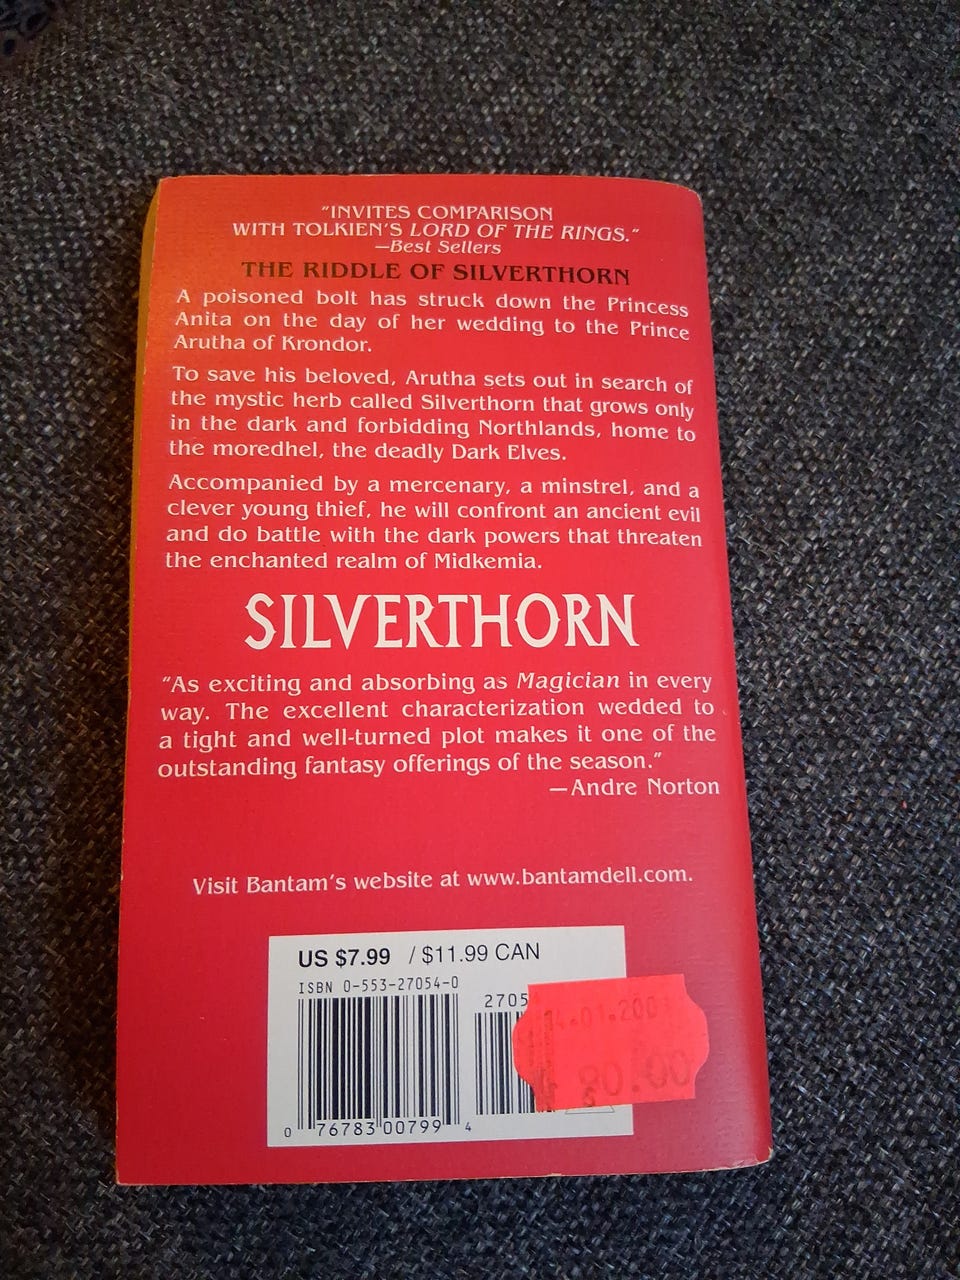 "INVITES COMPARISON
WITH TOLKIEN'S LORD OF THE RINGS."
—Best Sellers
THE RIDDLE OF SILVERTHORN
A poisoned bolt has struck down the Princess
Anita on the day of her wedding to the Prince
Arutha of Krondor.
To save his beloved, Arutha sets out in search of
the mystic herb called Silverthorn that grows only
in the dark and forbidding Northlands, home to
the moredhel, the deadly Dark Elves.
Accompanied by a mercenary, a minstrel, and a
clever young thief, he will confront an ancient evil
and do battle with the dark powers that threaten
the enchanted realm of Midkemia.
SILVERTHORN
"As exciting and absorbing as Magician in every
way. The excellent characterization wedded to
a tight and well-turned plot makes it one of the
outstanding fantasy offerings of the season."
—Andre Norton
Visit Bantam's website at www.bantamdell.com.
US $7.99 / $11.99 CAN
ISBN 0-553-27054-0
2705
80.00
0 76783 00799 4